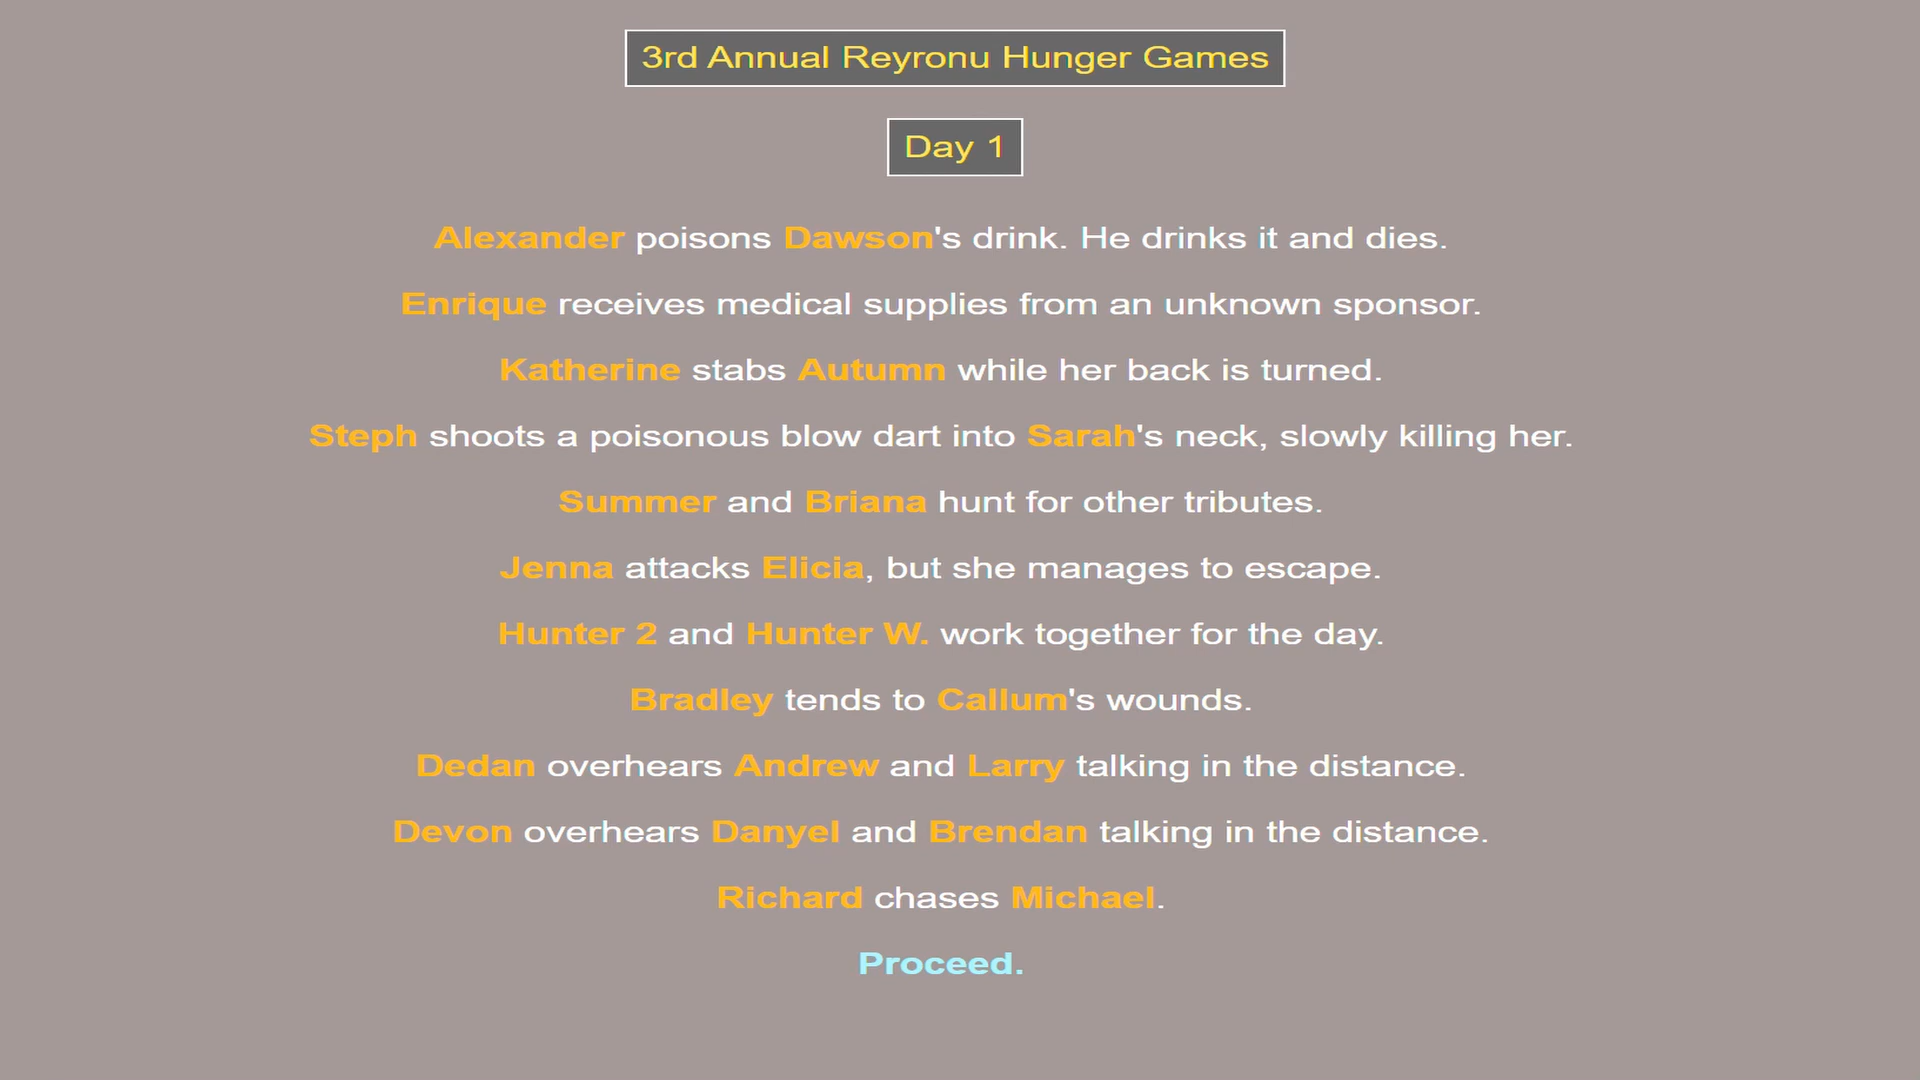 3rd Annual Reyronu Hunger Games
Day 1
Alexander poisons Dawson's drink. He drinks it and dies.
Enrique receives medical supplies from an unknown sponsor.
Katherine stabs Autumn while her back is turned.
Steph shoots a poisonous blow dart into Sarah's neck, slowly killing her.
Summer and Briana hunt for other tributes.
Jenna attacks Elicia, but she manages to escape.
Hunter 2 and Hunter W. work together for the day.
Bradley tends to Callum's wounds.
Dedan overhears Andrew and Larry talking in the distance.
Devon overhears Danyel and Brendan talking in the distance.
Richard chases Michael.
Proceed.